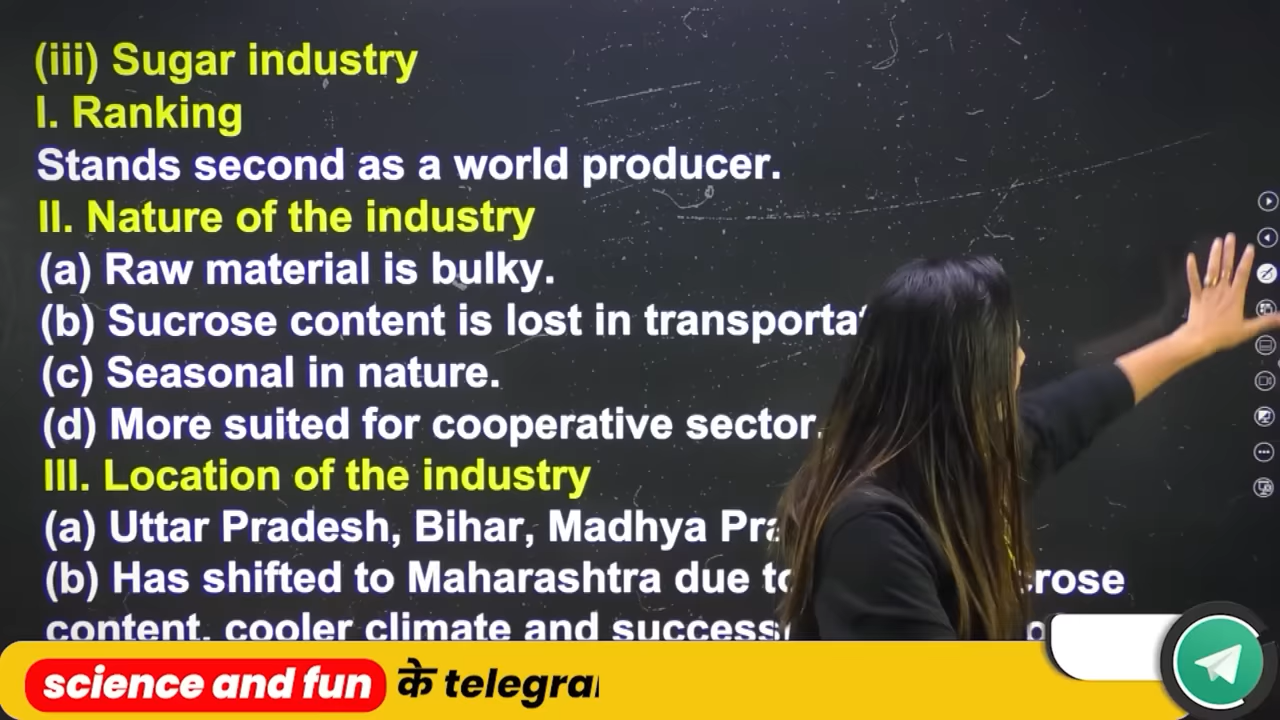 (iii) Sugar industry
I. Ranking
Stands second as a world producer.
II. Nature of the industry
(a) Raw material is bulky.
(b) Sucrose content is lost in
(c) Seasonal in nature.
(d) More suited for cooperative sector.
III. Location of the industry
(a) Uttar Pradesh, Bihar, Madhya
(b) Has shifted to Maharashtra due
content, cooler climate and
science and fun के